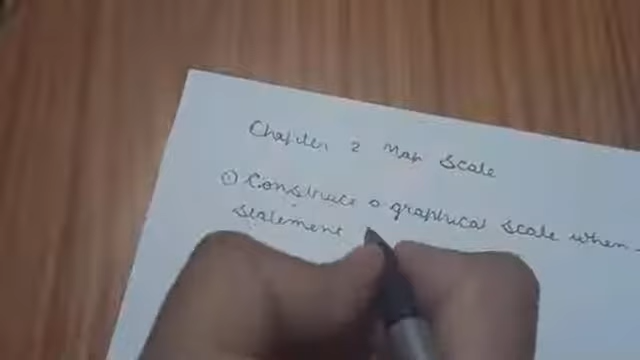 Chapter 2 Map Scale
① Construct a graphical scale when
statement